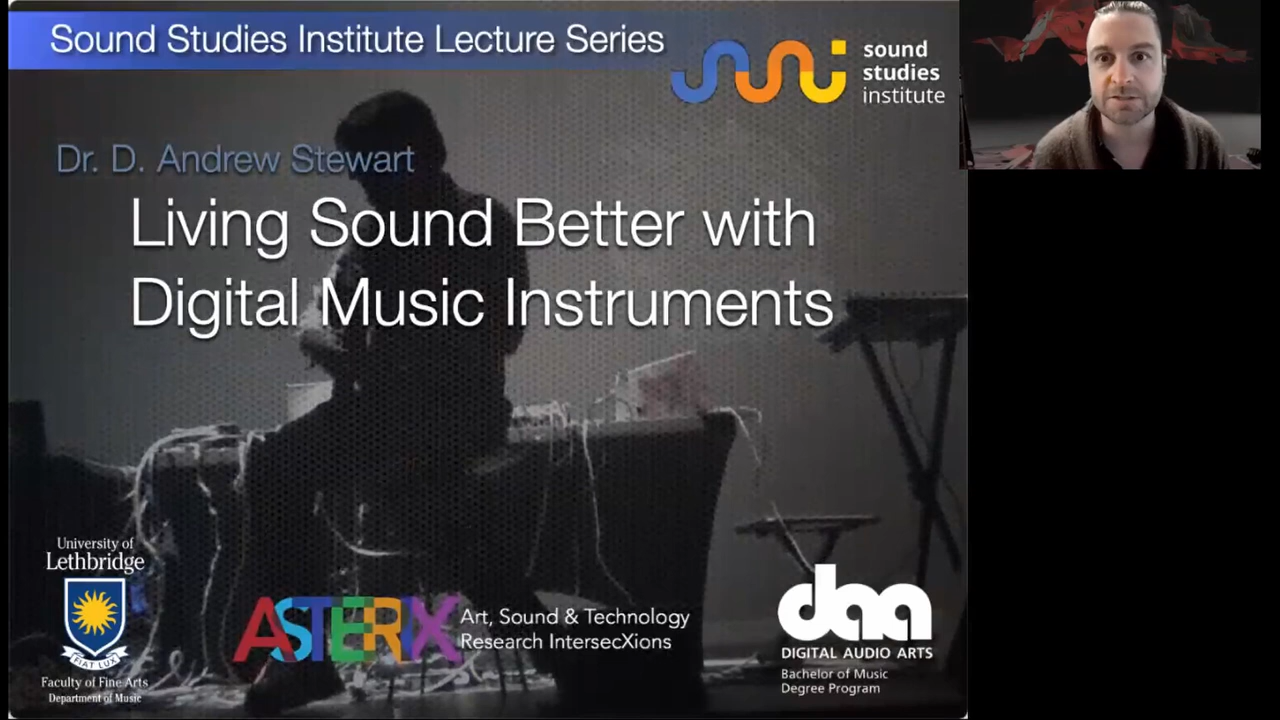 Sound Studies Institute Lecture Series
sound
studies
institute
Dr. D. Andrew Stewart
Living Sound Better with
Digital Music Instruments
University of
Lethbridge
FIAT LUX
Faculty of Fine Arts
Department of Music
ASTERIX
Art, Sound & Technology
Research IntersecXions
daa
DIGITAL AUDIO ARTS
Bachelor of Music
Degree Program